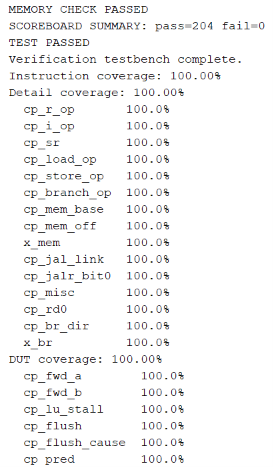 MEMORY CHECK PASSED
SCOREBOARD SUMMARY: pass=204 fail=0
TEST PASSED
Verification testbench complete.
Instruction coverage: 100.00%
Detail coverage: 100.00%
  cp_r_op       100.0%
  cp_i_op       100.0%
  cp_sr         100.0%
  cp_load_op    100.0%
  cp_store_op   100.0%
  cp_branch_op  100.0%
  cp_mem_base   100.0%
  cp_mem_off    100.0%
  x_mem         100.0%
  cp_jal_link   100.0%
  cp_jalr_bit0  100.0%
  cp_misc       100.0%
  cp_rd0        100.0%
  cp_br_dir     100.0%
  x_br          100.0%
DUT coverage: 100.00%
  cp_fwd_a        100.0%
  cp_fwd_b        100.0%
  cp_lu_stall     100.0%
  cp_flush        100.0%
  cp_flush_cause  100.0%
  cp_pred         100.0%